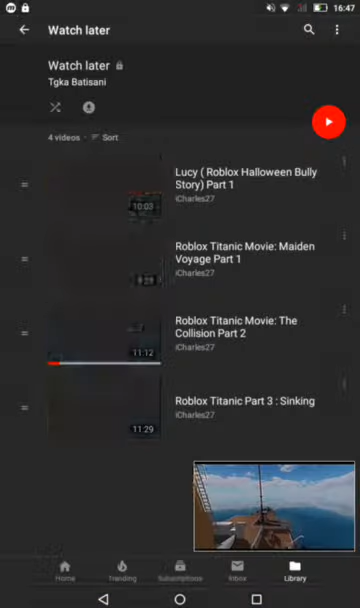 16:47
Watch later
Watch later
Tgka Batisani
4 videos · Sort
Lucy ( Roblox Halloween Bully
Story) Part 1
iCharles27
10:03
Roblox Titanic Movie: Maiden
Voyage Part 1
iCharles27
Roblox Titanic Movie: The
Collision Part 2
iCharles27
11:12
Roblox Titanic Part 3 : Sinking
iCharles27
11:29
Home
Trending
Subscriptions
Inbox
Library